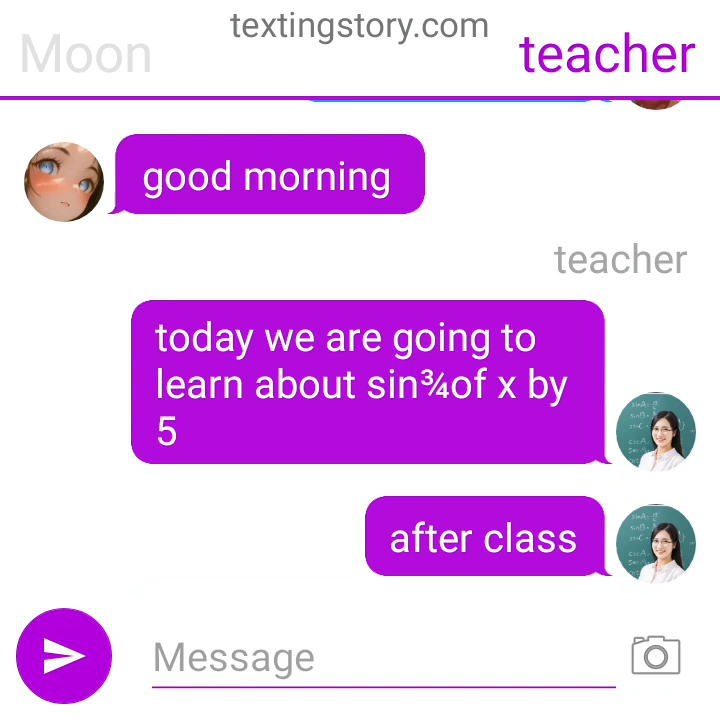 textingstory.com
Moon
teacher
good morning
teacher
today we are going to
learn about sin¾of x by
5
after class
Message